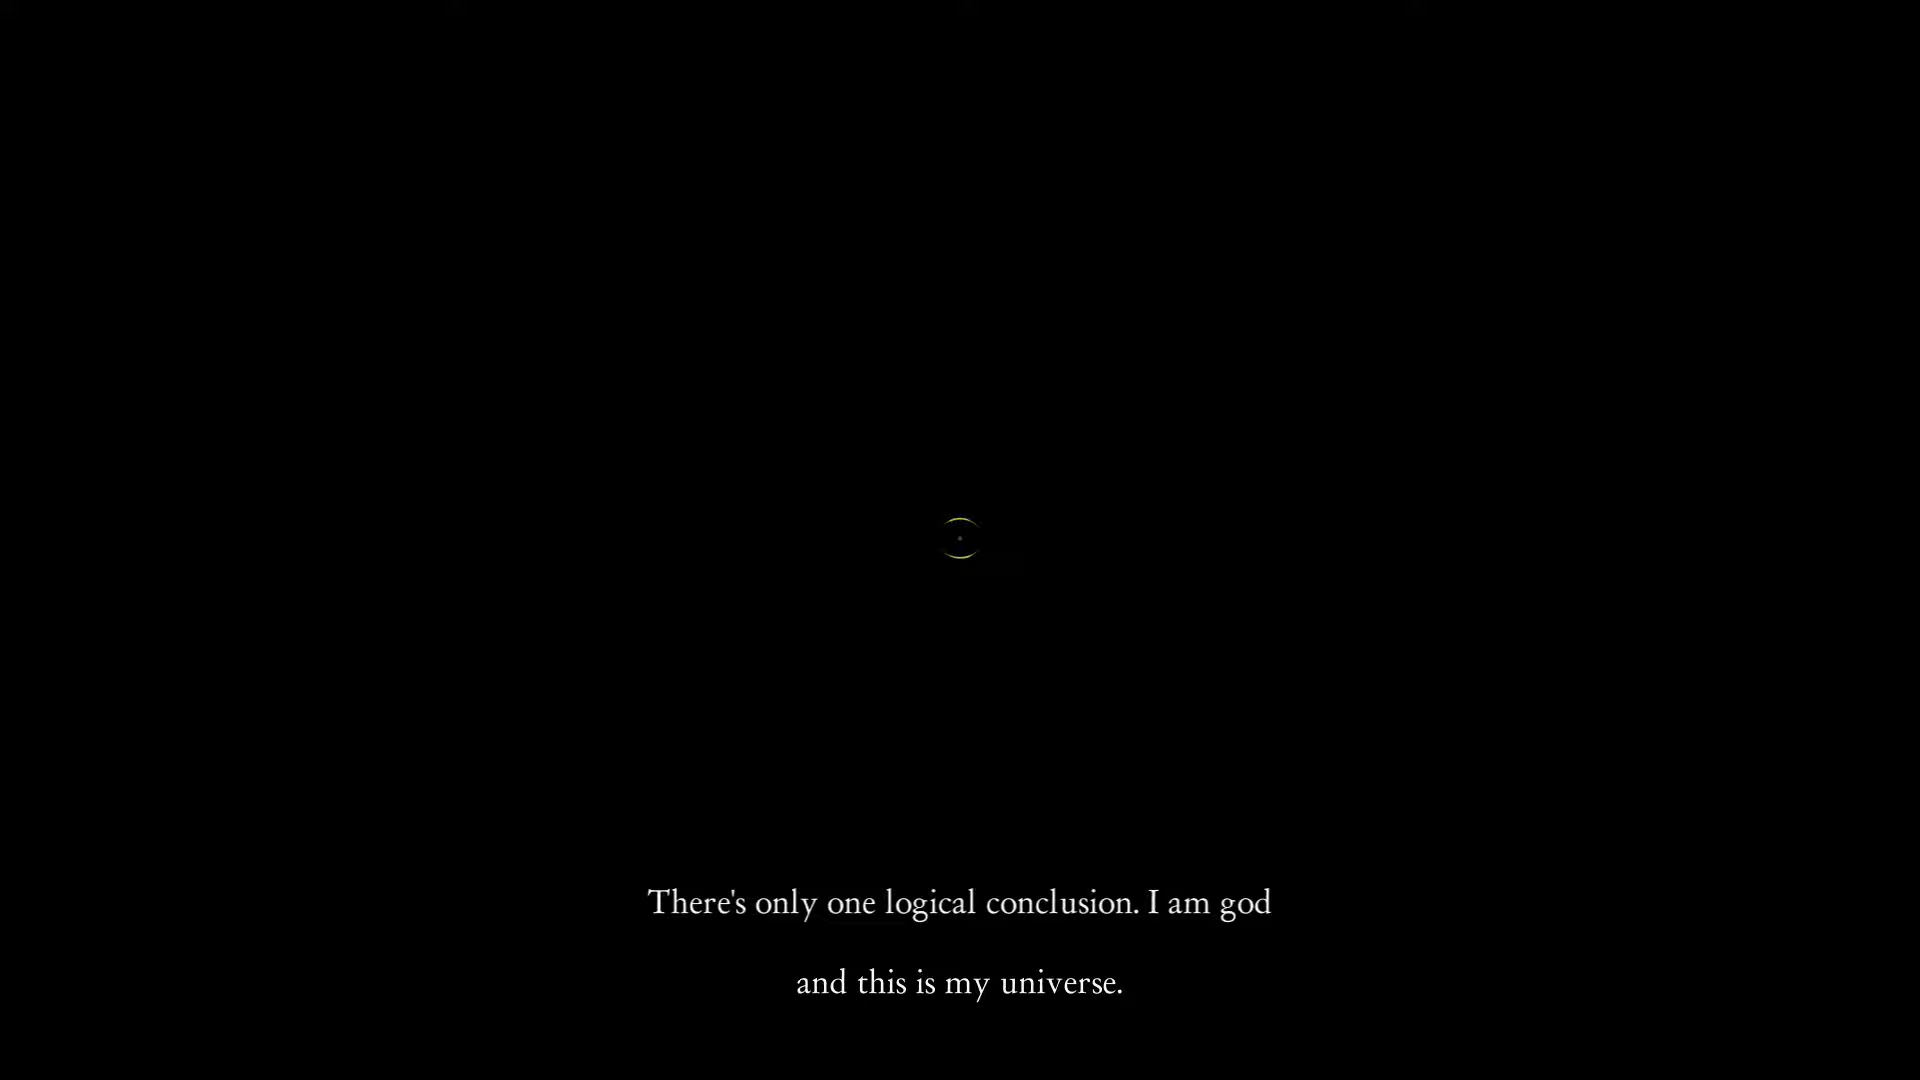 There's only one logical conclusion. I am god
and this is my universe.